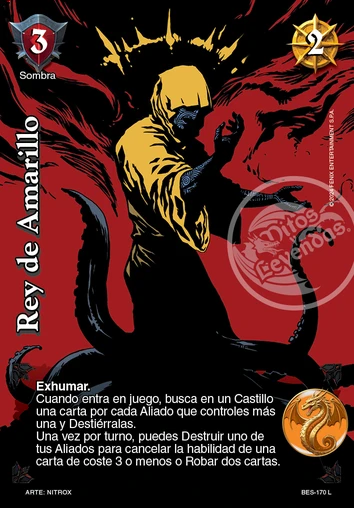 3
Sombra
2
Rey de Amarillo
Mitos
Leyendas
Exhumar.
Cuando entra en juego, busca en un Castillo
una carta por cada Aliado que controles más
una y Destiérralas.
Una vez por turno, puedes Destruir uno de
tus Aliados para cancelar la habilidad de una
carta de coste 3 o menos o Robar dos cartas.
ARTE: NITROX
BES-170 L